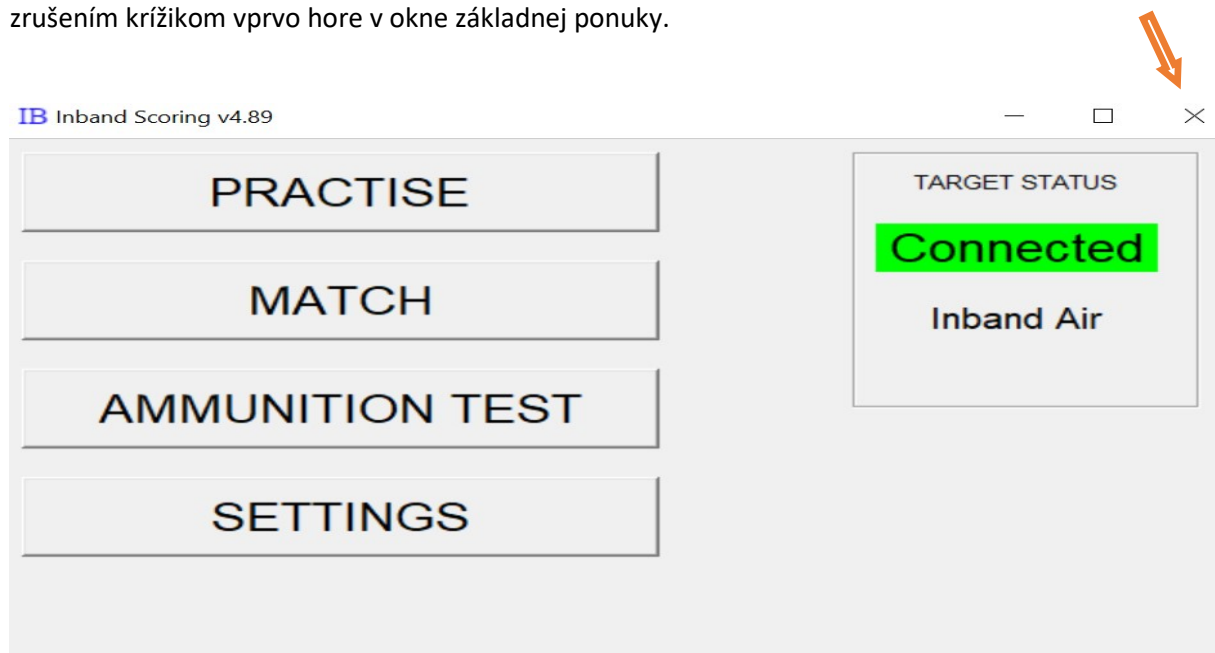 zrušením krížikom vprvo hore v okne základnej ponuky.
IB Inband Scoring v4.89
PRACTISE
TARGET STATUS
Connected
MATCH
Inband Air
AMMUNITION TEST
SETTINGS